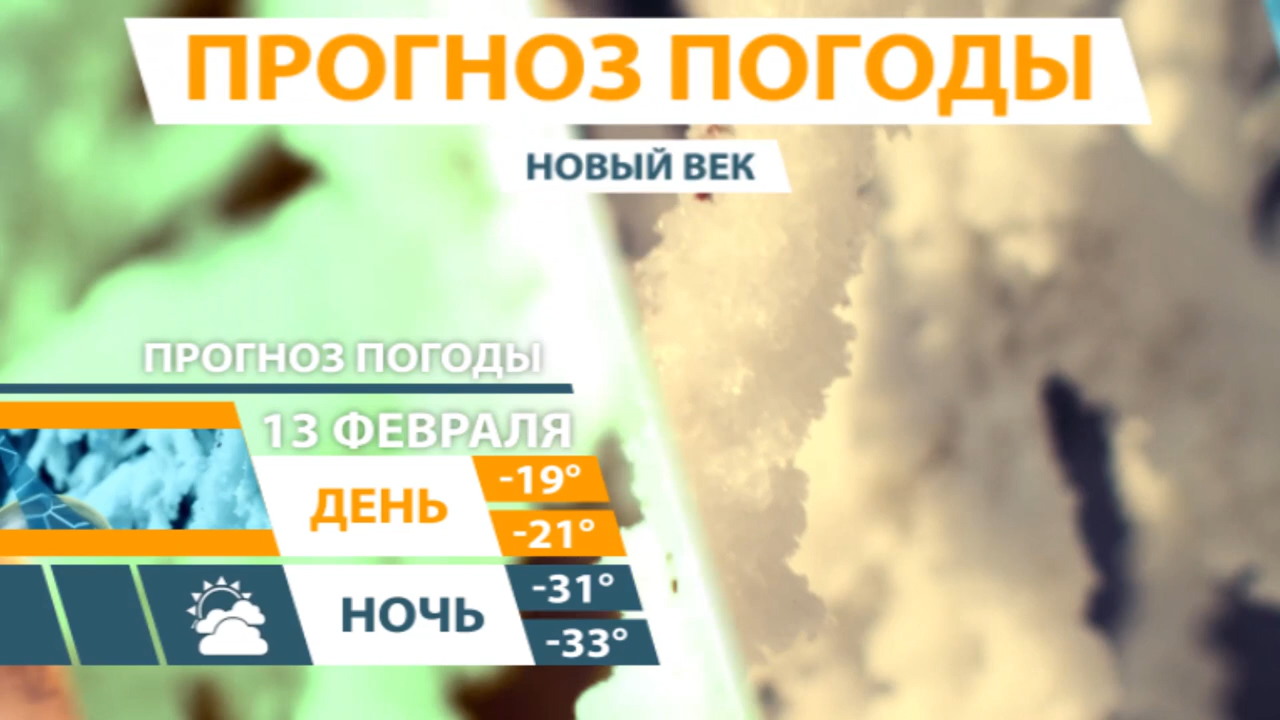 ПРОГНОЗ ПОГОДЫ
НОВЫЙ ВЕК
ПРОГНОЗ ПОГОДЫ
13 ФЕВРАЛЯ
ДЕНЬ
-19°
-21°
НОЧЬ
-31°
-33°